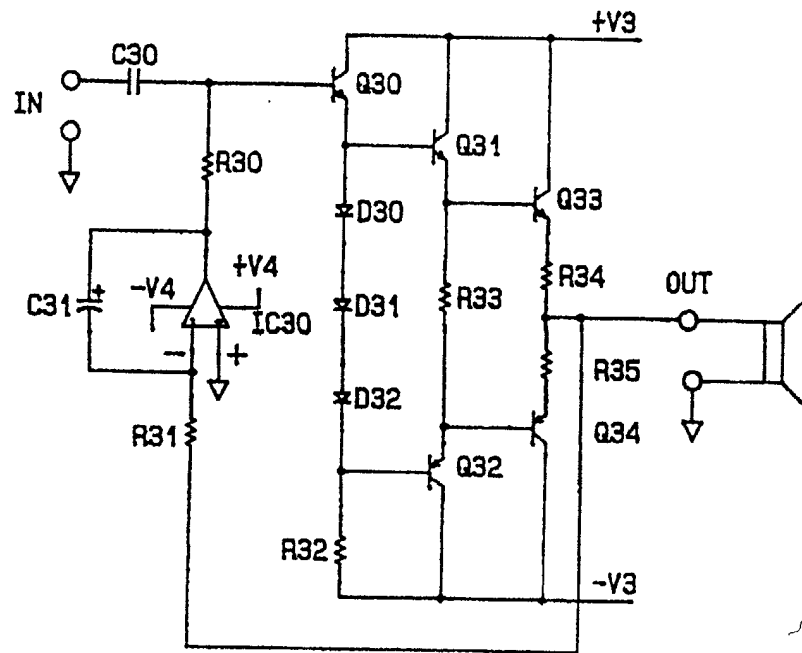 +V3
C30
Q30
IN
Q31
R30
Q33
D30
+V4
-V4
R34
OUT
C31
+
IC30
D31
R33
-
+
R35
D32
R31
Q34
Q32
R32
-V3